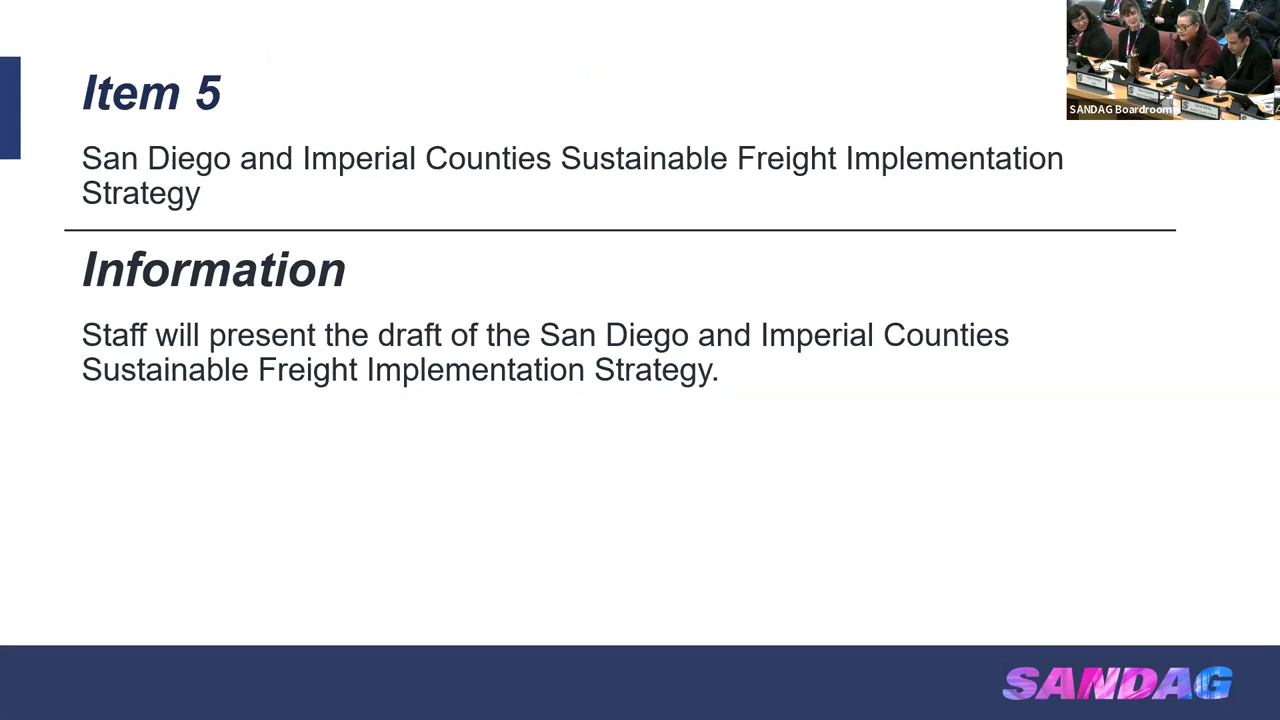 Item 5
San Diego and Imperial Counties Sustainable Freight Implementation
Strategy
Information
Staff will present the draft of the San Diego and Imperial Counties
Sustainable Freight Implementation Strategy.
SANDAG Boardroom
SANDAG